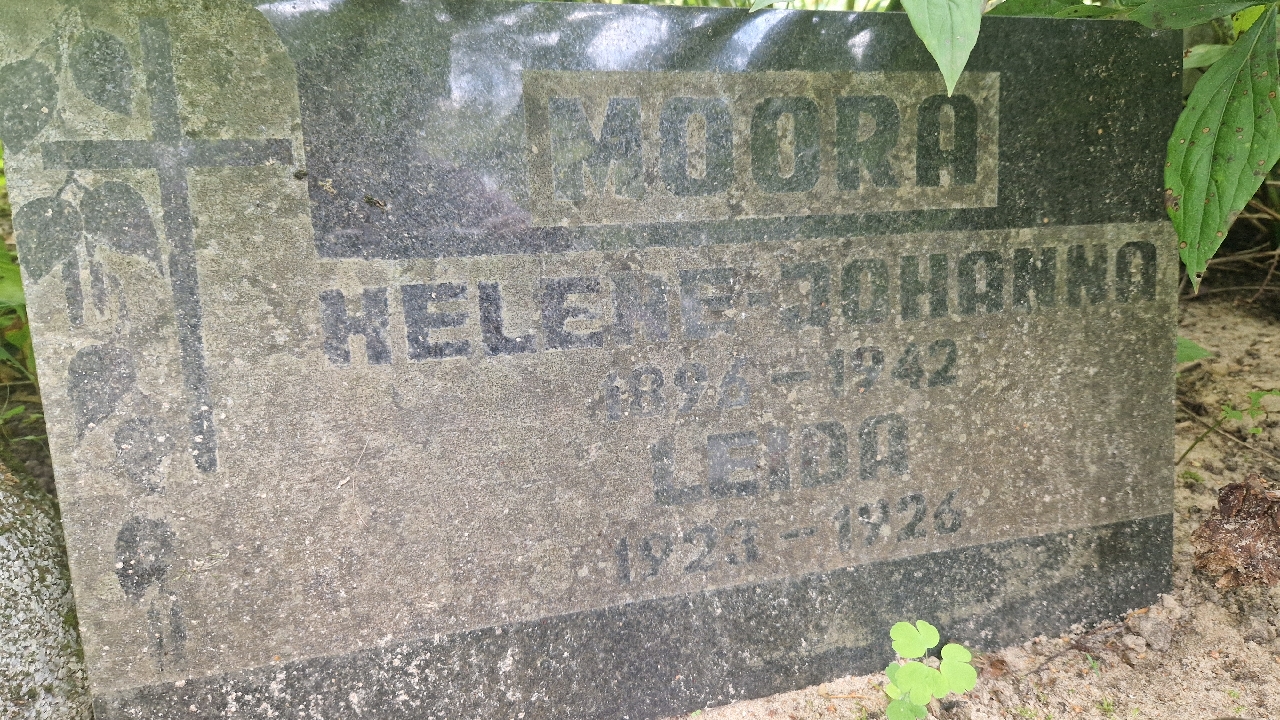 MOORA
HELENE-JOHANNA
1896 - 1942
LEIDA
1923 - 1926